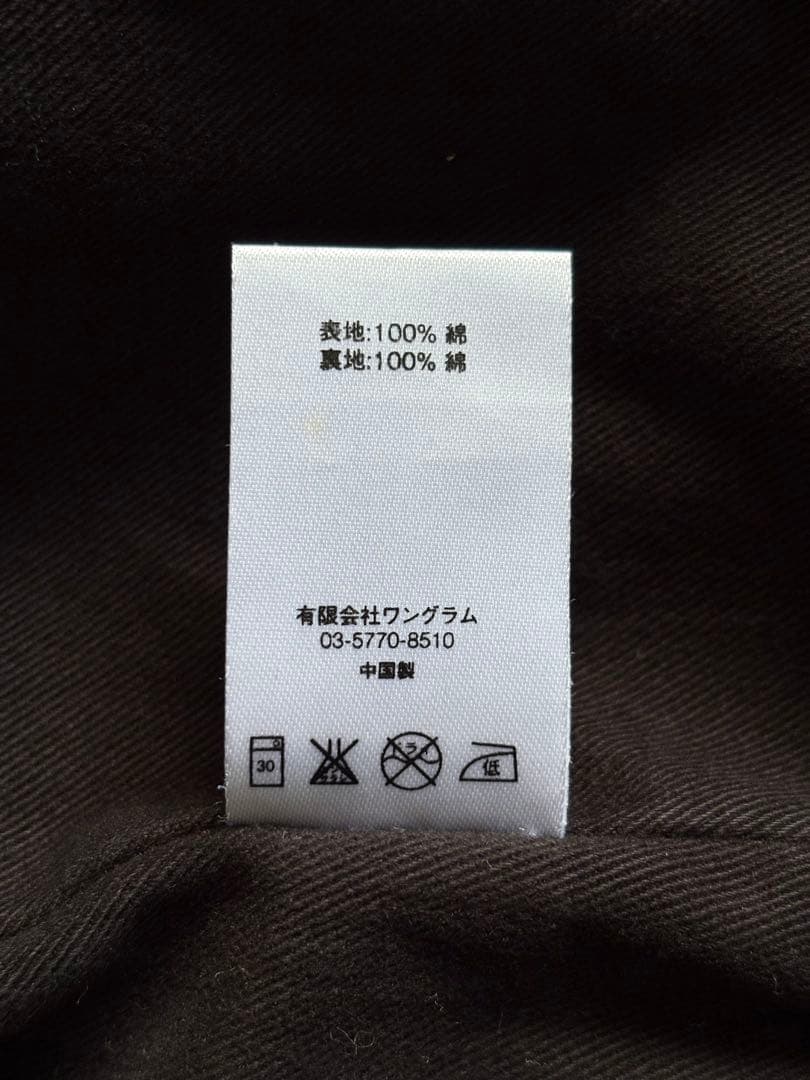 表地:100% 綿
裏地:100% 綿
有限会社ワングラム
03-5770-8510
中国製
30
低